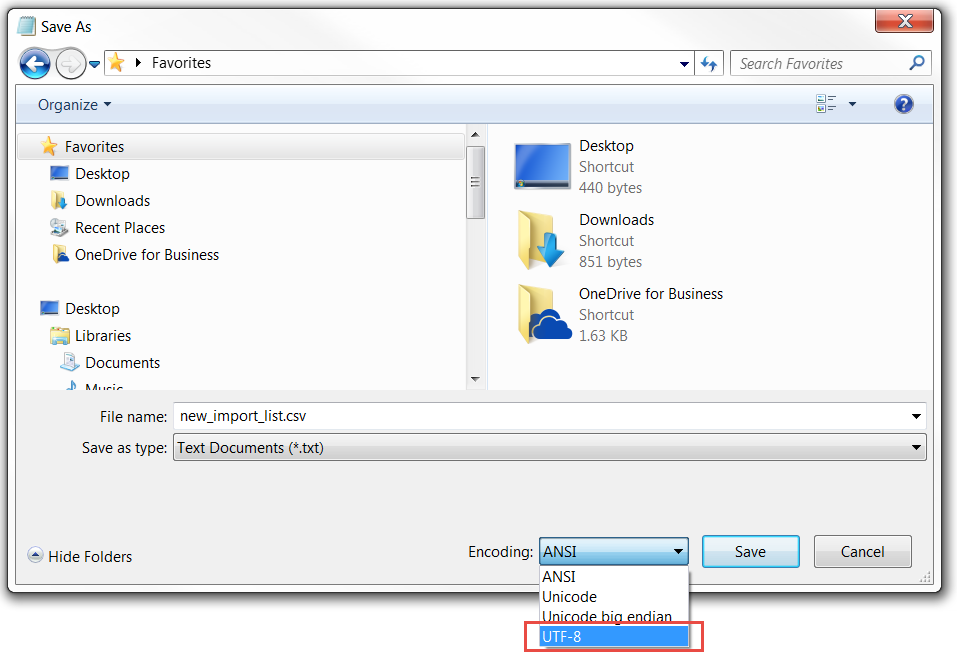 Save As
Favorites
Search Favorites
Organize
Favorites
Desktop
Downloads
Recent Places
OneDrive for Business
Desktop
Libraries
Documents
Music
Desktop
Shortcut
440 bytes
Downloads
Shortcut
851 bytes
OneDrive for Business
Shortcut
1.63 KB
File name: new_import_list.csv
Save as type: Text Documents (*.txt)
Hide Folders
Encoding: ANSI
Save
Cancel
ANSI
Unicode
Unicode big endian
UTF-8